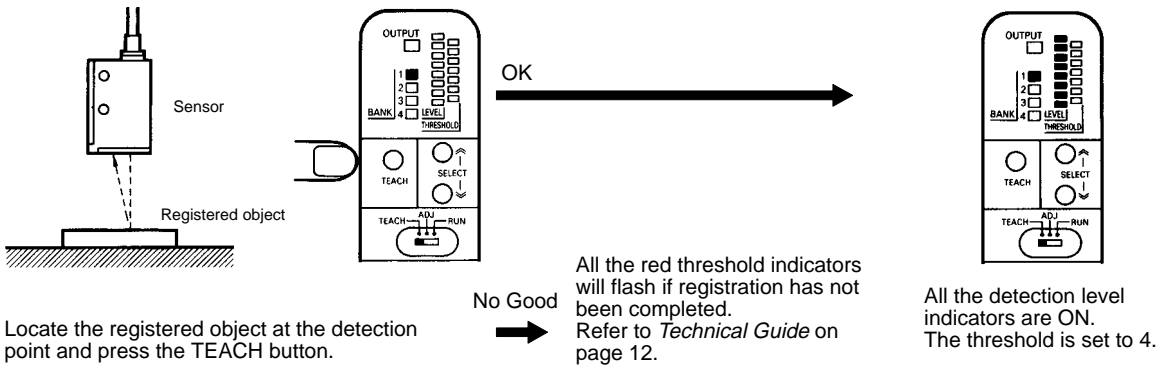 Sensor
Registered object
OUTPUT
1
2
3
BANK 4 LEVEL
THRESHOLD
TEACH
SELECT
ADJ
TEACH RUN
OK
OUTPUT
1
2
3
BANK 4 LEVEL
THRESHOLD
TEACH
SELECT
ADJ
TEACH RUN
Locate the registered object at the detection
point and press the TEACH button.
No Good
All the red threshold indicators
will flash if registration has not
been completed.
Refer to Technical Guide on
page 12.
All the detection level
indicators are ON.
The threshold is set to 4.